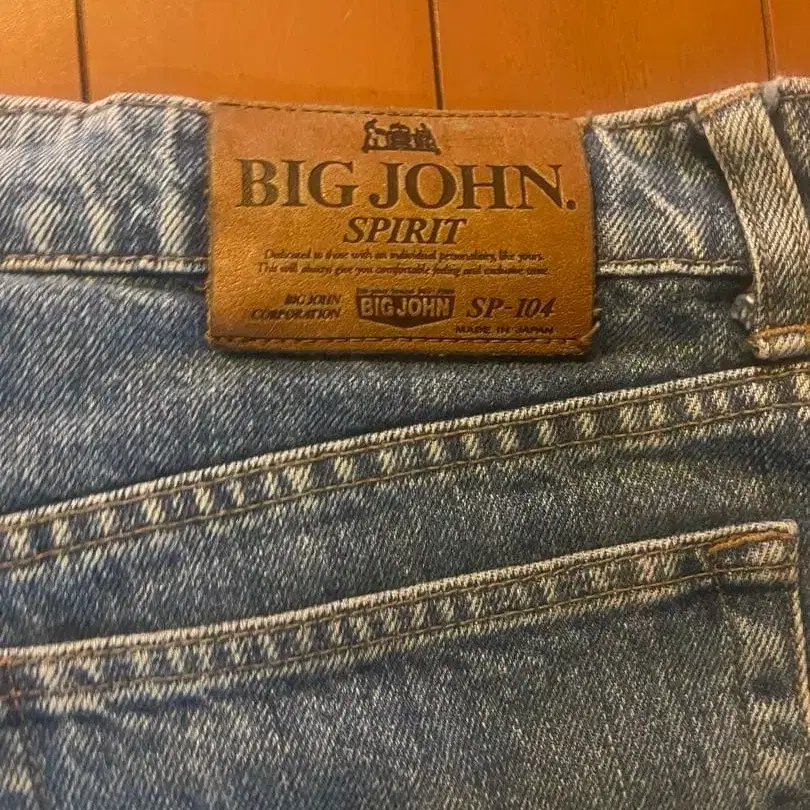 BIG JOHN.
SPIRIT
Dedicated to those with an individual personality, like yours.
This will always give you comfortable feeling and exclusive taste.
BIG JOHN
CORPORATION
BIG JOHN
SP-104
MADE IN JAPAN